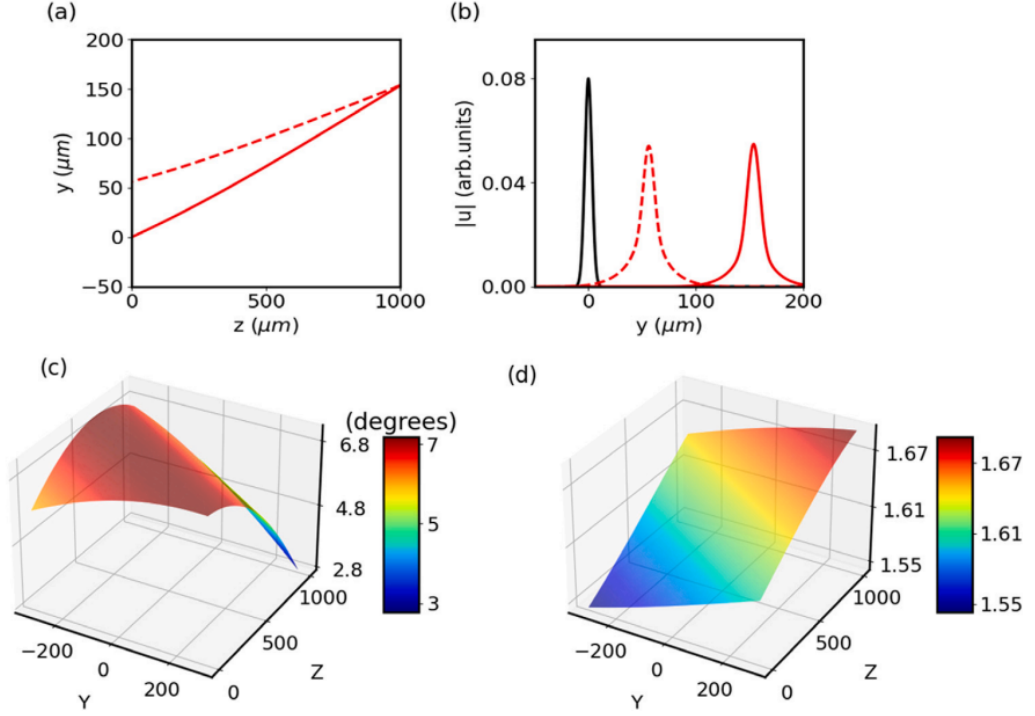 (a)
200
150
100
50
0
−50
y (μm)
0 500 1000
z (μm)
(b)
0.08
0.04
0.00
|u| (arb.units)
0 100 200
y (μm)
(c)
(degrees)
6.8
4.8
2.8
7
5
3
−200
0
200
Y
0
500
1000
Z
(d)
1.67
1.61
1.55
1.67
1.61
1.55
−200
0
200
Y
0
500
1000
Z